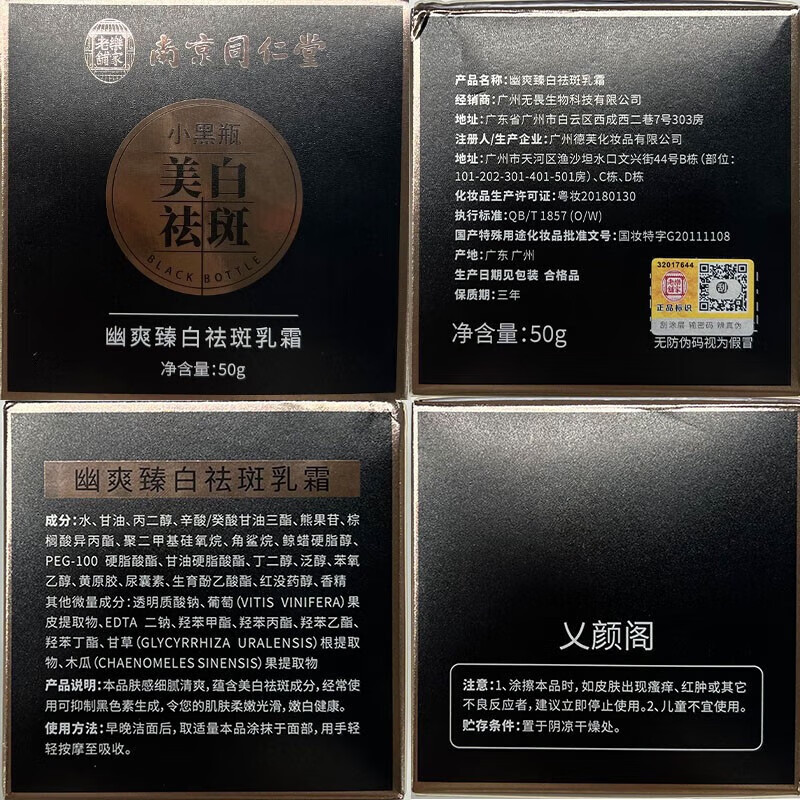 樂家老舖
南京同仁堂
小黑瓶
美白
祛斑
BLACK BOTTLE
幽爽臻白祛斑乳霜
净含量:50g
产品名称:幽爽臻白祛斑乳霜
经销商:广州无畏生物科技有限公司
地址:广东省广州市白云区西成西二巷7号303房
注册人/生产企业:广州德芙化妆品有限公司
地址:广州市天河区渔沙坦水口文兴街44号B栋(部位:
101-202-301-401-501房)、C栋、D栋
化妆品生产许可证:粤妆20180130
执行标准:QB/T 1857 (O/W)
国产特殊用途化妆品批准文号:国妆特字G20111108
产地:广东 广州
生产日期见包装 合格品
保质期:三年
净含量:50g
32017644
刮
正品标识
刮涂层 输密码 辨真伪
无防伪码视为假冒
幽爽臻白祛斑乳霜
成分:水、甘油、丙二醇、辛酸/癸酸甘油三酯、熊果苷、棕
榈酸异丙酯、聚二甲基硅氧烷、角鲨烷、鲸蜡硬脂醇、
PEG-100 硬脂酸酯、甘油硬脂酸酯、丁二醇、泛醇、苯氧
乙醇、黄原胶、尿囊素、生育酚乙酸酯、红没药醇、香精
其他微量成分:透明质酸钠、葡萄(VITIS VINIFERA)果
皮提取物、EDTA 二钠、羟苯甲酯、羟苯丙酯、羟苯乙酯、
羟苯丁酯、甘草(GLYCYRRHIZA URALENSIS)根提取
物、木瓜(CHAENOMELES SINENSIS)果提取物
产品说明:本品肤感细腻清爽,蕴含美白祛斑成分,经常使
用可抑制黑色素生成,令您的肌肤柔嫩光滑,嫩白健康。
使用方法:早晚洁面后,取适量本品涂抹于面部,用手轻
轻按摩至吸收。
义颜阁
注意:1、涂擦本品时,如皮肤出现瘙痒、红肿或其它
不良反应者,建议立即停止使用。2、儿童不宜使用。
贮存条件:置于阴凉干燥处。